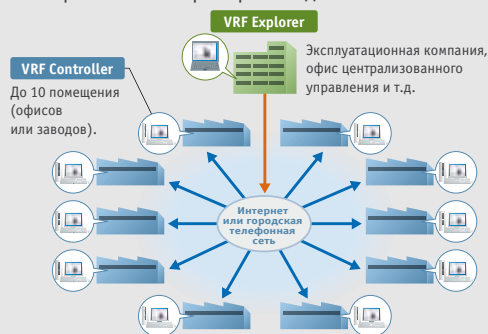 VRF Explorer
Эксплуатационная компания,
офис централизованного
управления и т.д.
VRF Controller
До 10 помещения
(офисов
или заводов).
Интернет
или городская
телефонная
сеть